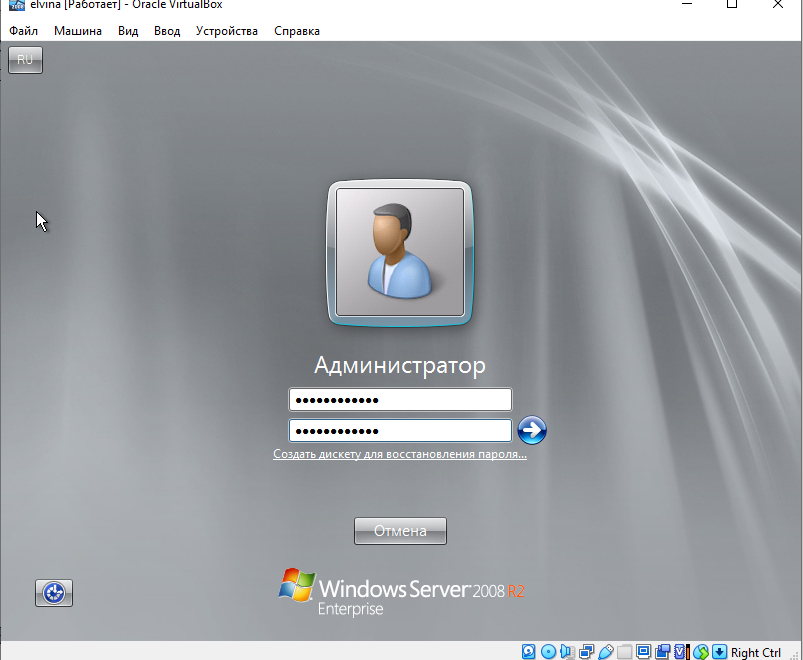 elvina [Работает] - Oracle VirtualBox
Файл Машина Вид Ввод Устройства Справка
RU
Администратор
••••••••••••
••••••••••••
Создать дискету для восстановления пароля...
Отмена
Windows Server 2008 R2
Enterprise
Right Ctrl